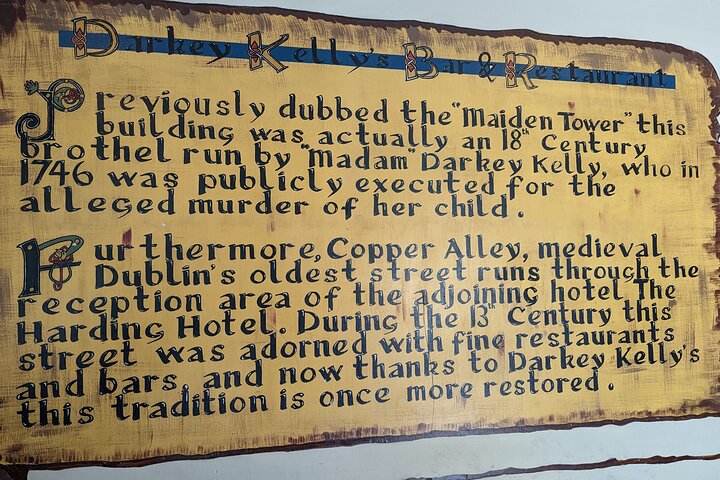 Darkey Kelly's Bar & Restaurant
Previously dubbed the "Maiden Tower" this
building was actually an 18th Century
brothel run by "Madam" Darkey Kelly, who in
1746 was publicly executed for the
alleged murder of her child.
Furthermore, Copper Alley, medieval
Dublin's oldest street runs through the
reception area of the adjoining hotel The
Harding Hotel. During the 13th Century this
street was adorned with fine restaurants
and bars, and now thanks to Darkey Kelly's
this tradition is once more restored.